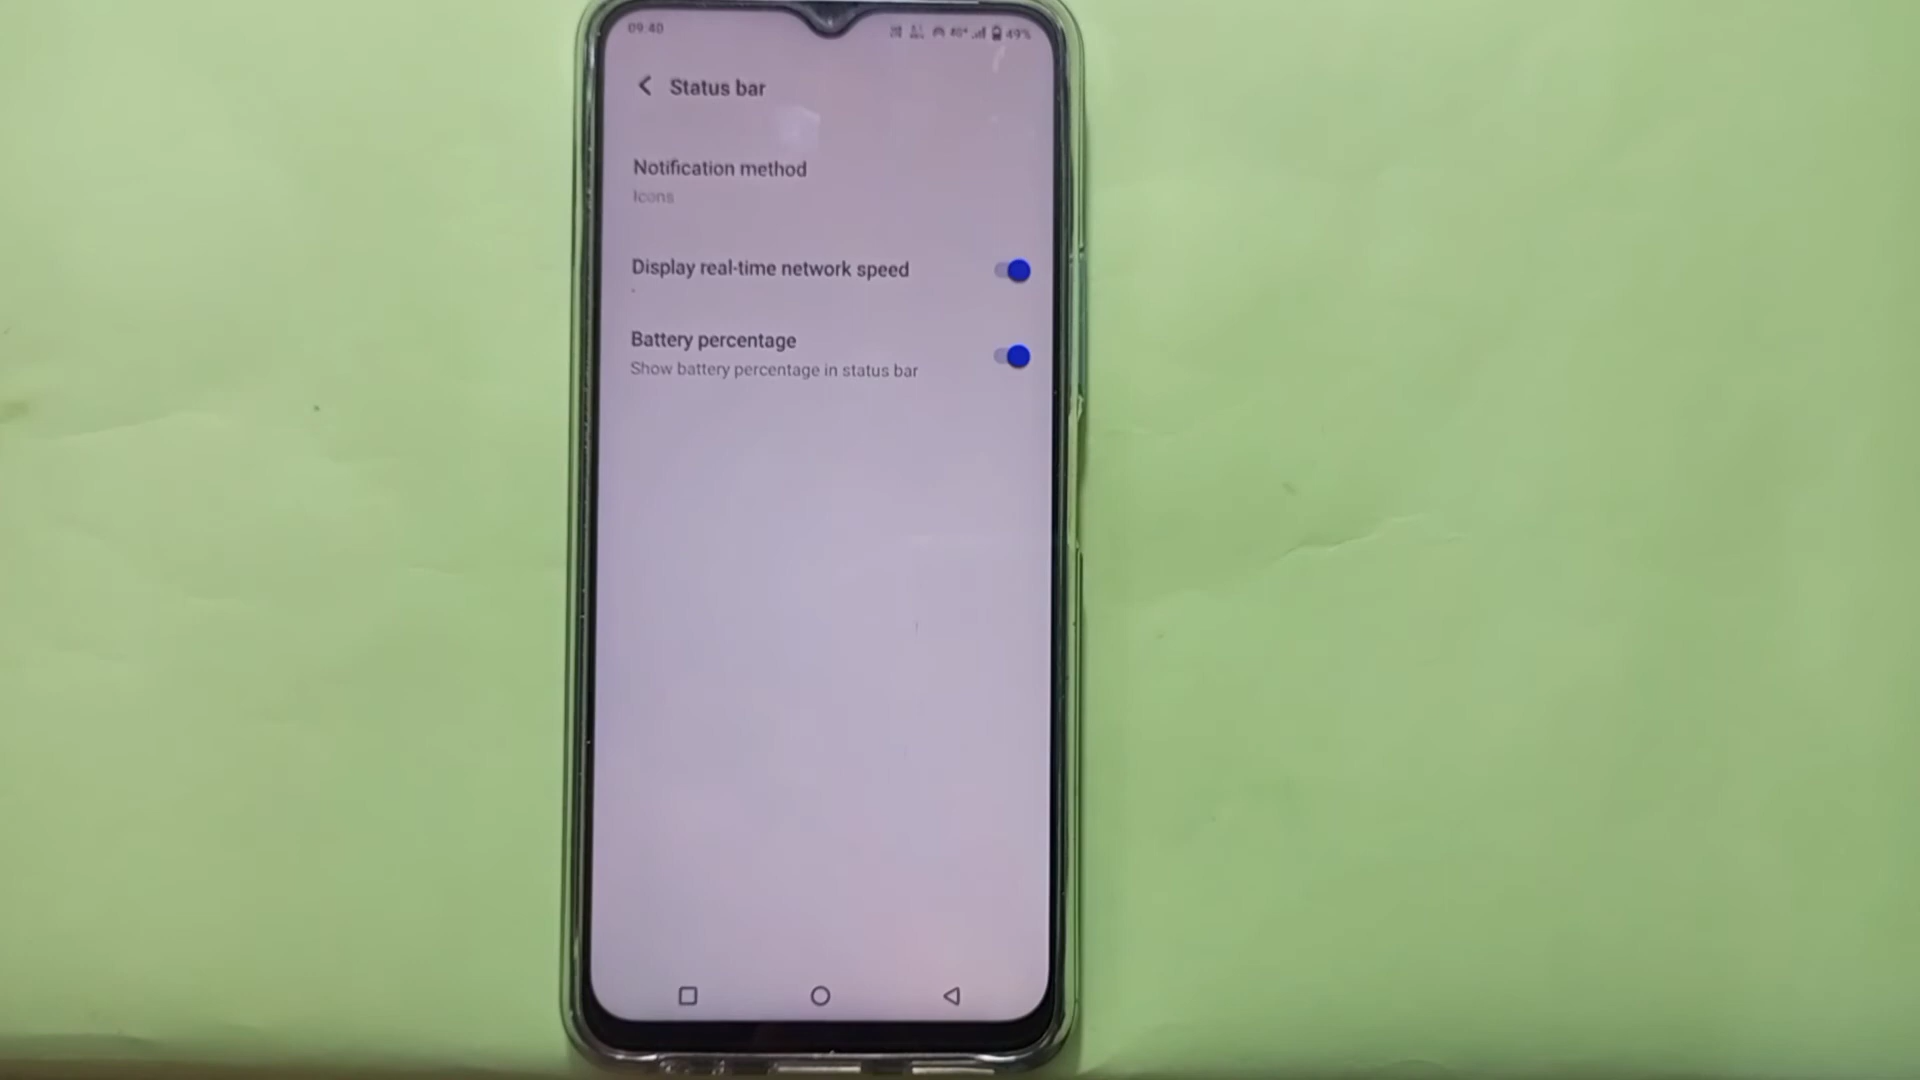 09:40
49%
Status bar
Notification method
Icons
Display real-time network speed
Battery percentage
Show battery percentage in status bar